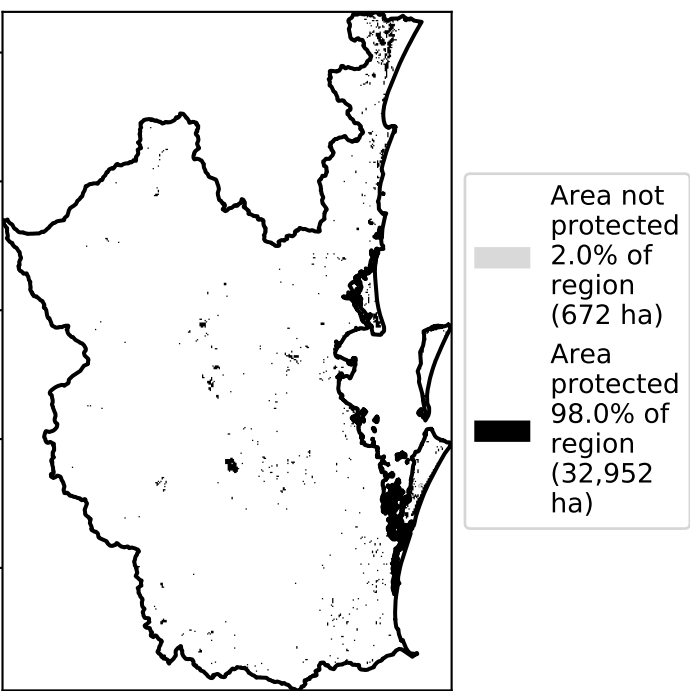 Area not
protected
2.0% of
region
(672 ha)
Area
protected
98.0% of
region
(32,952
ha)